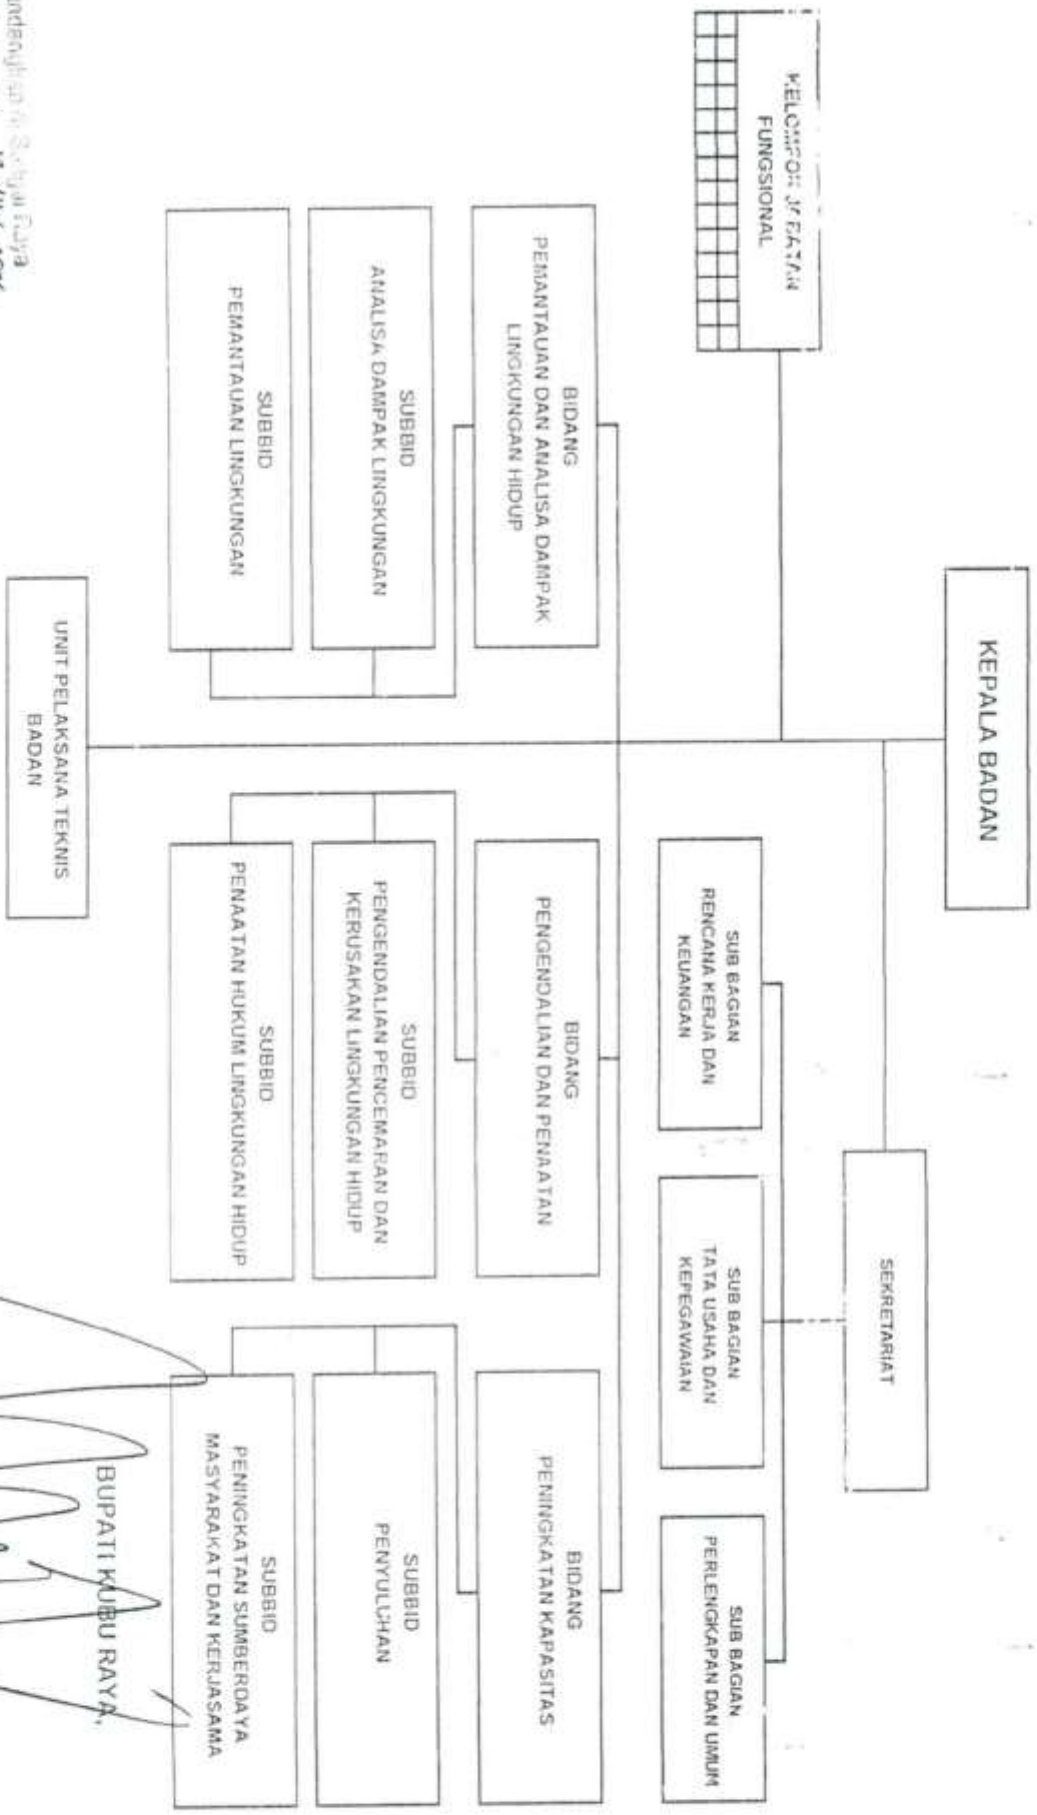 KEPALA BADAN
SEKRETARIAT
KELOMPOK JABATAN
FUNGSIONAL
SUB BAGIAN
RENCANA KERJA DAN
KEUANGAN
SUB BAGIAN
TATA USAHA DAN
KEPEGAWAIAN
SUB BAGIAN
PERLENGKAPAN DAN UMUM
BIDANG
PEMANTAUAN DAN ANALISA DAMPAK
LINGKUNGAN HIDUP
BIDANG
PENGENDALIAN DAN PENAATAN
BIDANG
PENINGKATAN KAPASITAS
SUBBID
ANALISA DAMPAK LINGKUNGAN
SUBBID
PENGENDALIAN PENCEMARAN DAN
KERUSAKAN LINGKUNGAN HIDUP
SUBBID
PENYULUHAN
SUBBID
PEMANTAUAN LINGKUNGAN
SUBBID
PENAATAN HUKUM LINGKUNGAN HIDUP
SUBBID
PENINGKATAN SUMBERDAYA
MASYARAKAT DAN KERJASAMA
UNIT PELAKSANA TEKNIS
BADAN
BUPATI KUBU RAYA,
Sungai Raya